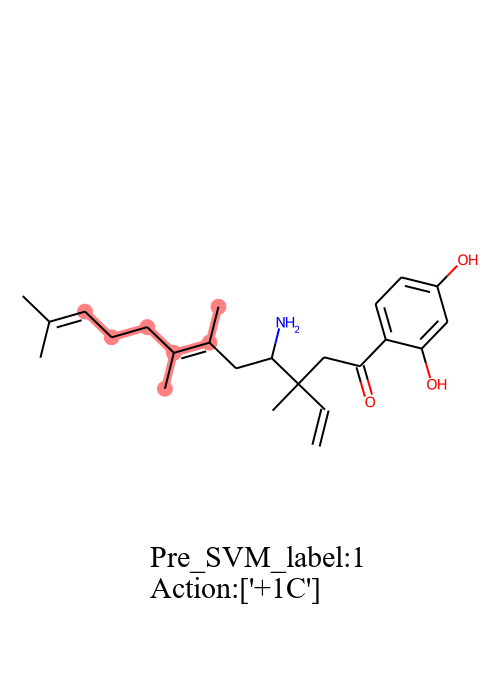 OH
NH2
O
OH
Pre_SVM_label:1
Action:['+1C']